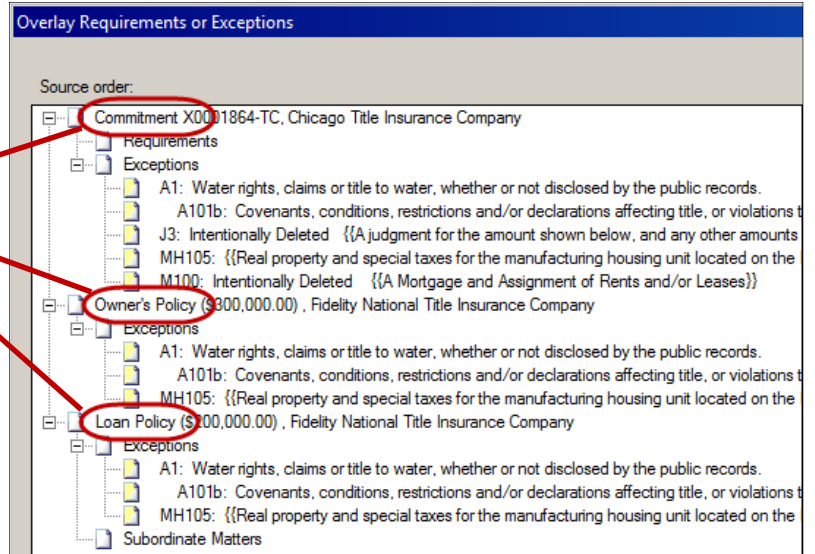 Overlay Requirements or Exceptions
Source order:
Commitment X0001864-TC, Chicago Title Insurance Company
Requirements
Exceptions
A1: Water rights, claims or title to water, whether or not disclosed by the public records.
A101b: Covenants, conditions, restrictions and/or declarations affecting title, or violations t
J3: Intentionally Deleted {{A judgment for the amount shown below, and any other amounts
MH105: {{Real property and special taxes for the manufacturing housing unit located on the
M100: Intentionally Deleted {{A Mortgage and Assignment of Rents and/or Leases}}
Owner's Policy ($300,000.00) , Fidelity National Title Insurance Company
Exceptions
A1: Water rights, claims or title to water, whether or not disclosed by the public records.
A101b: Covenants, conditions, restrictions and/or declarations affecting title, or violations t
MH105: {{Real property and special taxes for the manufacturing housing unit located on the
Loan Policy ($200,000.00) , Fidelity National Title Insurance Company
Exceptions
A1: Water rights, claims or title to water, whether or not disclosed by the public records.
A101b: Covenants, conditions, restrictions and/or declarations affecting title, or violations t
MH105: {{Real property and special taxes for the manufacturing housing unit located on the
Subordinate Matters